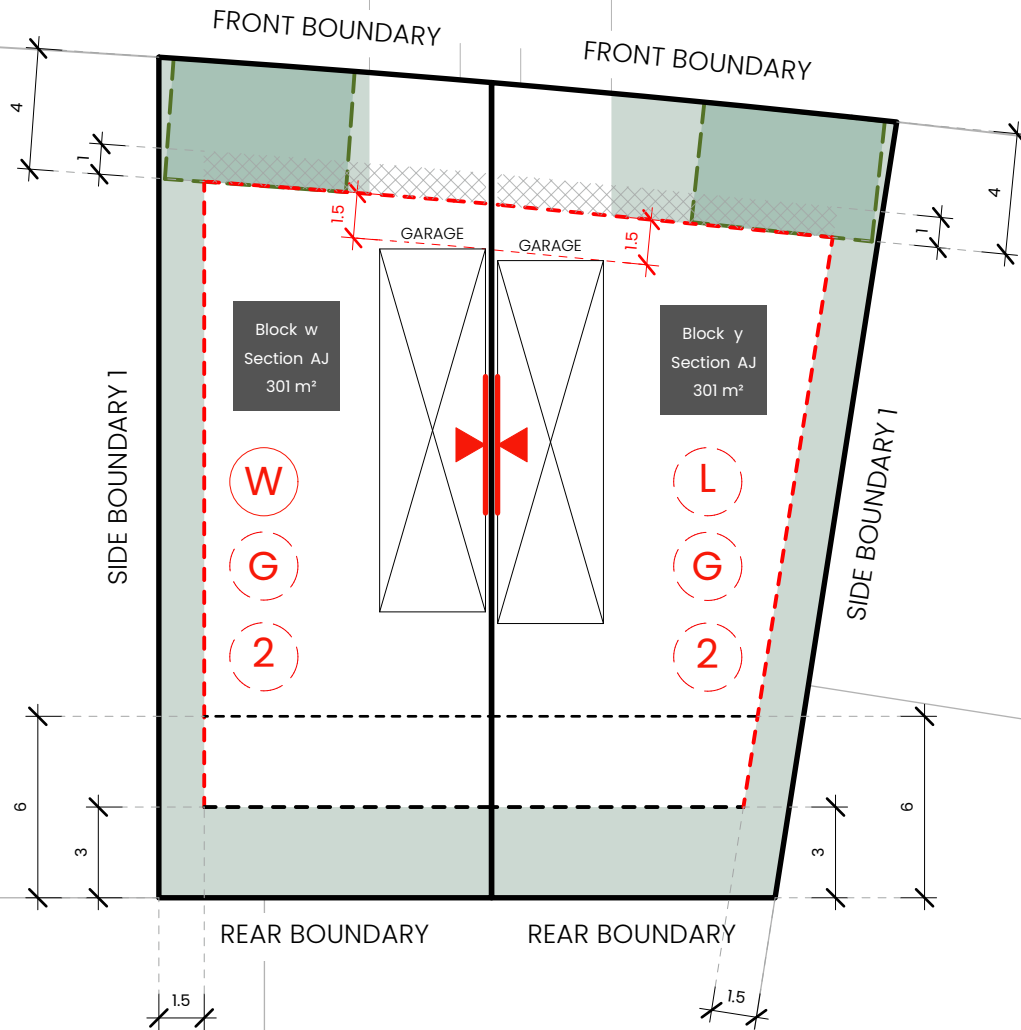 FRONT BOUNDARY
FRONT BOUNDARY
4
1
1.5
GARAGE
GARAGE
1.5
1
4
Block w
Section AJ
301 m²
Block y
Section AJ
301 m²
SIDE BOUNDARY 1
SIDE BOUNDARY 1
W
L
G
G
2
2
6
3
3
6
REAR BOUNDARY
REAR BOUNDARY
1.5
1.5